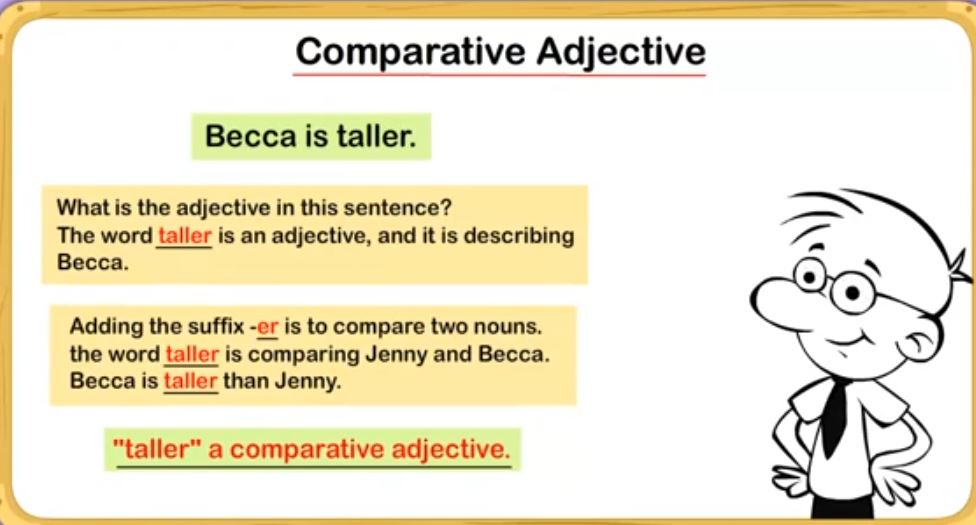 Comparative Adjective
Becca is taller.
What is the adjective in this sentence?
The word taller is an adjective, and it is describing
Becca.
Adding the suffix -er is to compare two nouns.
the word taller is comparing Jenny and Becca.
Becca is taller than Jenny.
"taller" a comparative adjective.